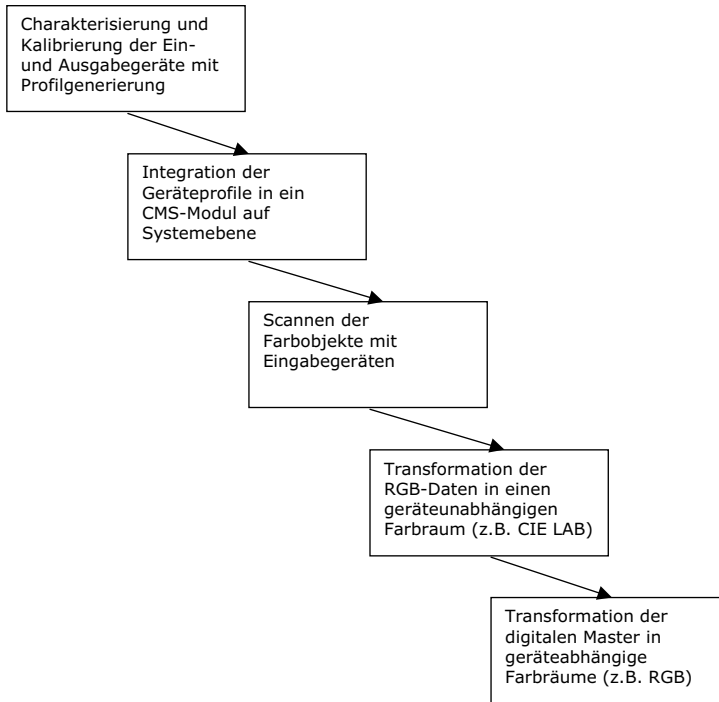 Charakterisierung und
Kalibrierung der Ein-
und Ausgabegeräte mit
Profilgenerierung
Integration der
Geräteprofile in ein
CMS-Modul auf
Systemebene
Scannen der
Farbobjekte mit
Eingabegeräten
Transformation der
RGB-Daten in einen
geräteunabhängigen
Farbraum (z.B. CIE LAB)
Transformation der
digitalen Master in
geräteabhängige
Farbräume (z.B. RGB)